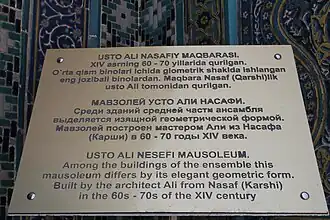 USTO ALI NASAFIY MAQBARASI.
XIV asrning 60 - 70 yillarida qurilgan.
O'rta qism binolari ichida giometrik shaklda ishlangan
eng jozibali binolardan. Maqbara Nasaf (Qarshi)lik
usto Ali tomonidan qurilgan.
МАВЗОЛЕЙ УСТО АЛИ НАСАФИ.
Среди зданий средней части ансамбля
выделяется изящной геометрической формой.
Мавзолей построен мастером Али из Насафа
(Карши) в 60 - 70 годы XIV века.
USTO ALI NESEFI MAUSOLEUM.
Among the buildings of the ensemble this
mausoleum differs by its elegant geometric form.
Built by the architect Ali from Nasaf (Karshi)
in the 60s - 70s of the XIV century